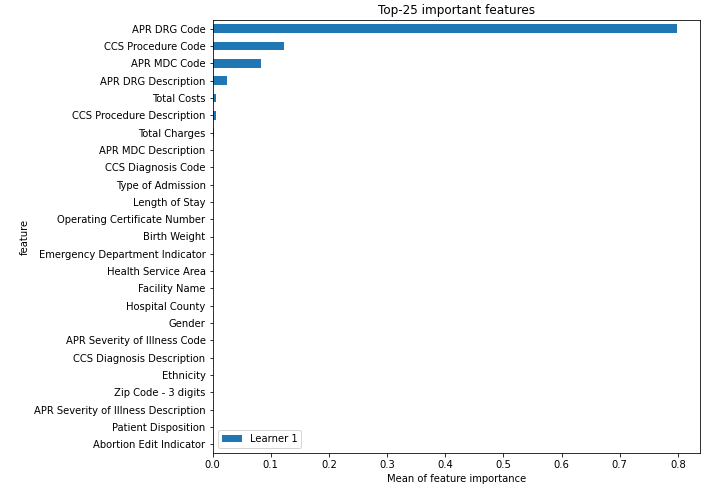 Top-25 important features
APR DRG Code
CCS Procedure Code
APR MDC Code
APR DRG Description
Total Costs
CCS Procedure Description
Total Charges
APR MDC Description
CCS Diagnosis Code
Type of Admission
Length of Stay
Operating Certificate Number
Birth Weight
Emergency Department Indicator
Health Service Area
Facility Name
Hospital County
Gender
APR Severity of Illness Code
CCS Diagnosis Description
Ethnicity
Zip Code - 3 digits
APR Severity of Illness Description
Patient Disposition
Abortion Edit Indicator
feature
Learner 1
0.0 0.1 0.2 0.3 0.4 0.5 0.6 0.7 0.8
Mean of feature importance